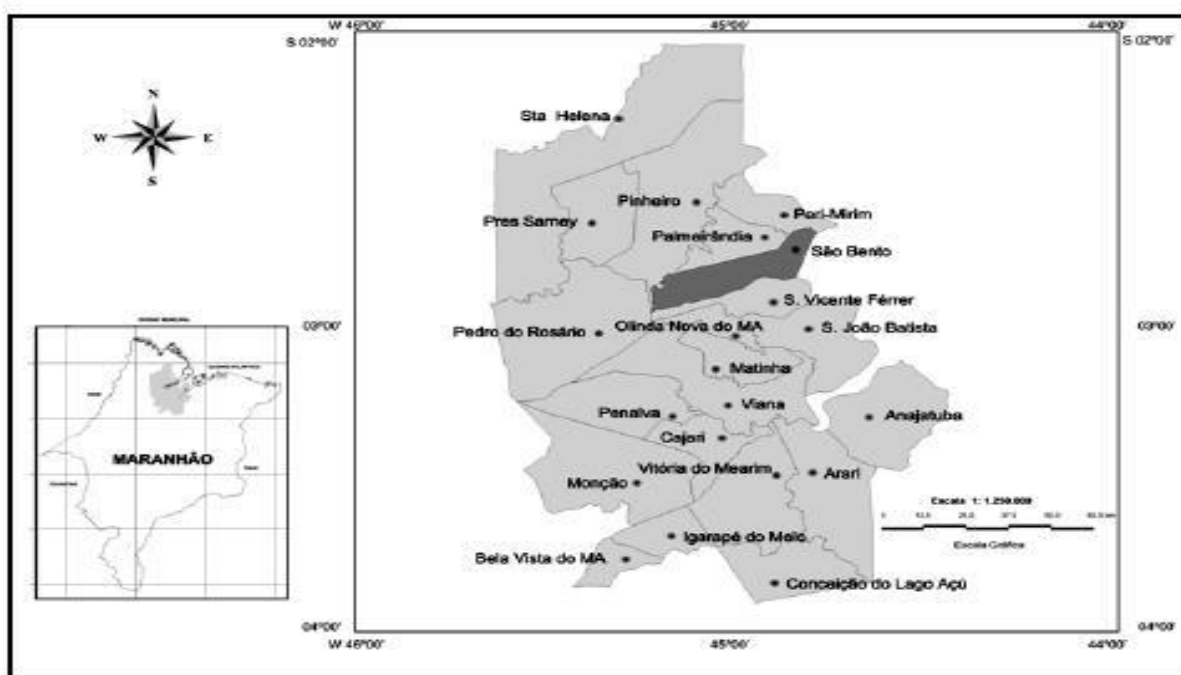 W 46°00'
45°00'
44°00'
S 02°00'
S 02°00'
N
W
E
S
Sta Helena
Pinheiro
Peri-Mirim
Pres Sarney
Palmeirândia
São Bento
S. Vicente Férrer
03°00'
03°00'
Pedro do Rosário
Olinda Nova do MA
S. João Batista
Matinha
Viana
Penalva
Anajatuba
Cajari
MARANHÃO
Vitória do Mearim
Arari
Monção
Escala 1: 1.250.000
Igarapé do Meio
Escala Gráfica
Bela Vista do MA
Conceição do Lago Açú
04°00'
04°00'
W 46°00'
45°00'
44°00'